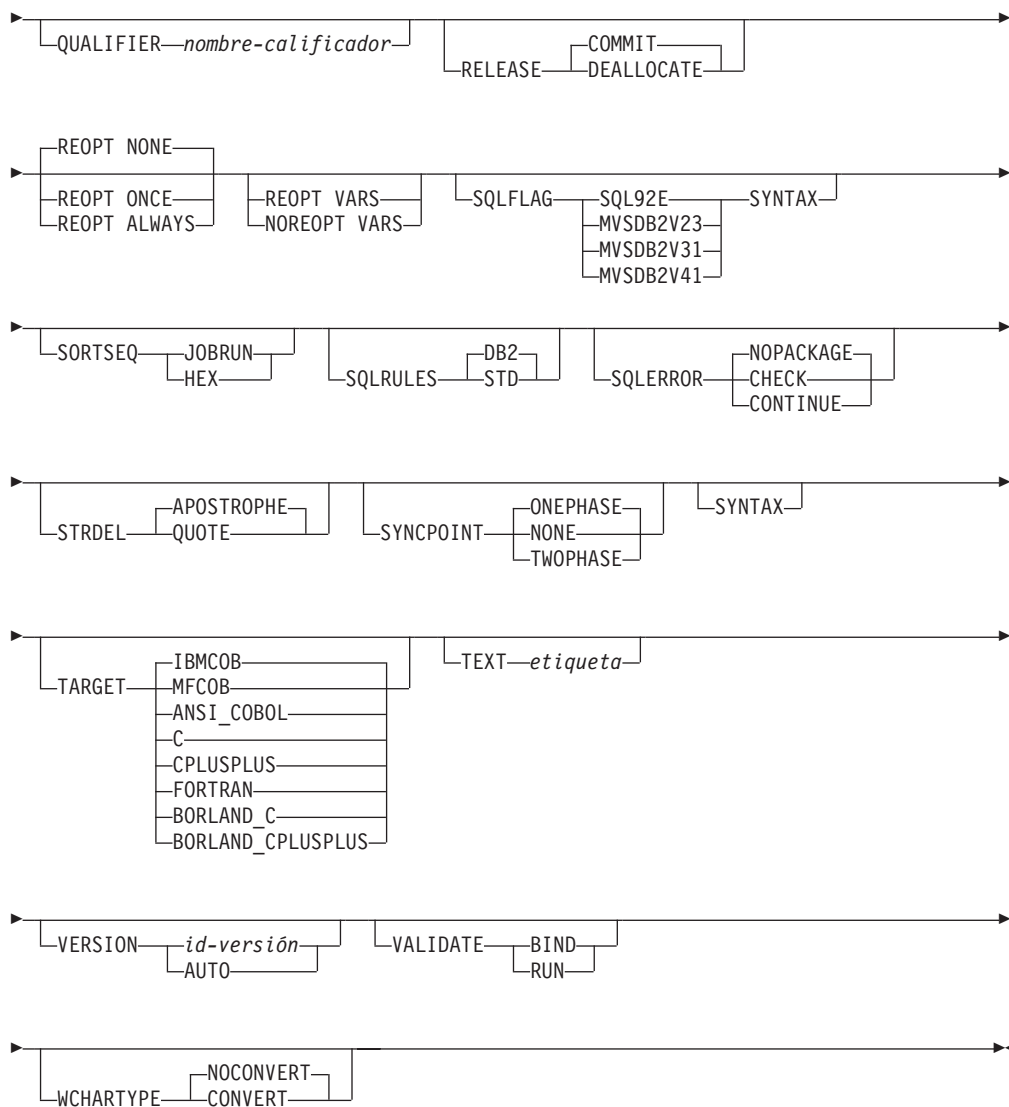 QUALIFIER nombre-calificador
RELEASE COMMIT
DEALLOCATE
REOPT NONE
REOPT ONCE
REOPT ALWAYS
REOPT VARS
NOREOPT VARS
SQLFLAG SQL92E SYNTAX
MVSDB2V23
MVSDB2V31
MVSDB2V41
SORTSEQ JOBRUN
HEX
SQLRULES DB2
STD
SQLERROR NOPACKAGE
CHECK
CONTINUE
STRDEL APOSTROPHE
QUOTE
SYNCPOINT ONEPHASE
NONE
TWOPHASE
SYNTAX
TARGET IBMCOB
MFCOB
ANSI_COBOL
C
CPLUSPLUS
FORTRAN
BORLAND_C
BORLAND_CPLUSPLUS
TEXT etiqueta
VERSION id-versión
AUTO
VALIDATE BIND
RUN
WCHARTYPE NOCONVERT
CONVERT